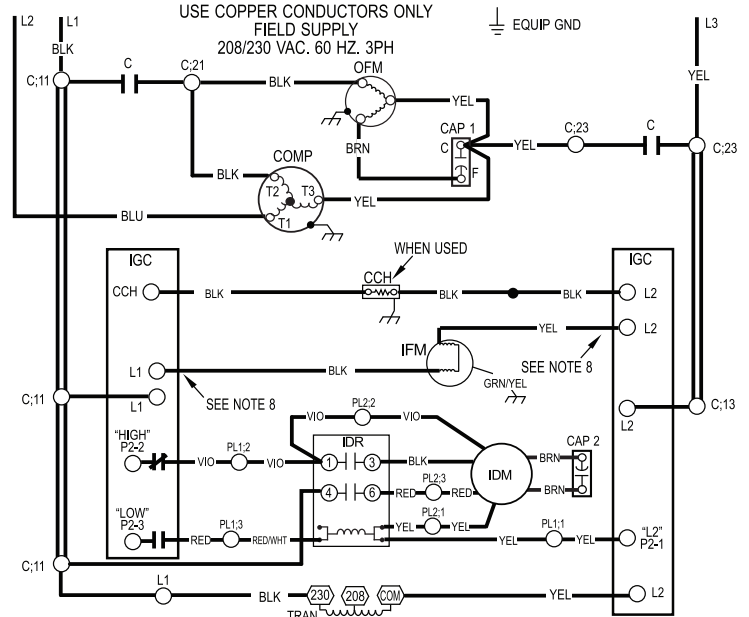 L2
L1
USE COPPER CONDUCTORS ONLY
FIELD SUPPLY
208/230 VAC. 60 HZ. 3PH
EQUIP GND
L3
BLK
YEL
C;11
C
C;21
BLK
OFM
YEL
CAP 1
C
F
YEL
C;23
C
C;23
BRN
COMP
BLK
T2
T3
T1
YEL
BLU
IGC
WHEN USED
IGC
CCH
BLK
CCH
BLK
BLK
L2
YEL
L2
IFM
SEE NOTE 8
L1
BLK
GRN/YEL
SEE NOTE 8
C;11
L1
L2
C;13
PL2;2
VIO
VIO
"HIGH"
P2-2
PL1;2
IDR
CAP 2
VIO
VIO
1
3
BLK
IDM
BRN
PL2;3
4
6
RED
RED
BRN
"LOW"
P2-3
PL1;3
PL2;1
PL1;1
RED
RED/WHT
YEL
YEL
YEL
YEL
"L2"
P2-1
C;11
L1
BLK
230
208
COM
YEL
L2
TRAN